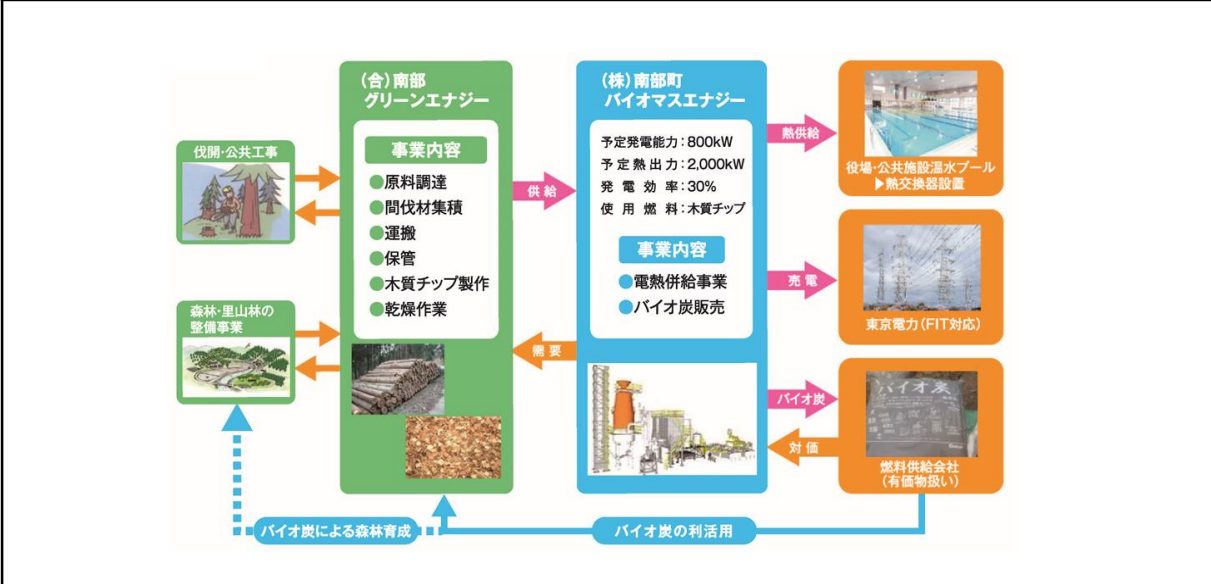 伐開・公共工事
森林・里山林の
整備事業
(合)南部
グリーンエナジー
事業内容
●原料調達
●間伐材集積
●運搬
●保管
●木質チップ製作
●乾燥作業
供給
需要
(株)南部町
バイオマスエナジー
予定発電能力:800kW
予定熱出力:2,000kW
発電効率:30%
使用燃料:木質チップ
事業内容
●電熱併給事業
●バイオ炭販売
熱供給
売電
バイオ炭
対価
役場・公共施設温水プール
▶熱交換器設置
東京電力(FIT対応)
バイオ炭
燃料供給会社
(有価物扱い)
バイオ炭による森林育成
バイオ炭の利活用